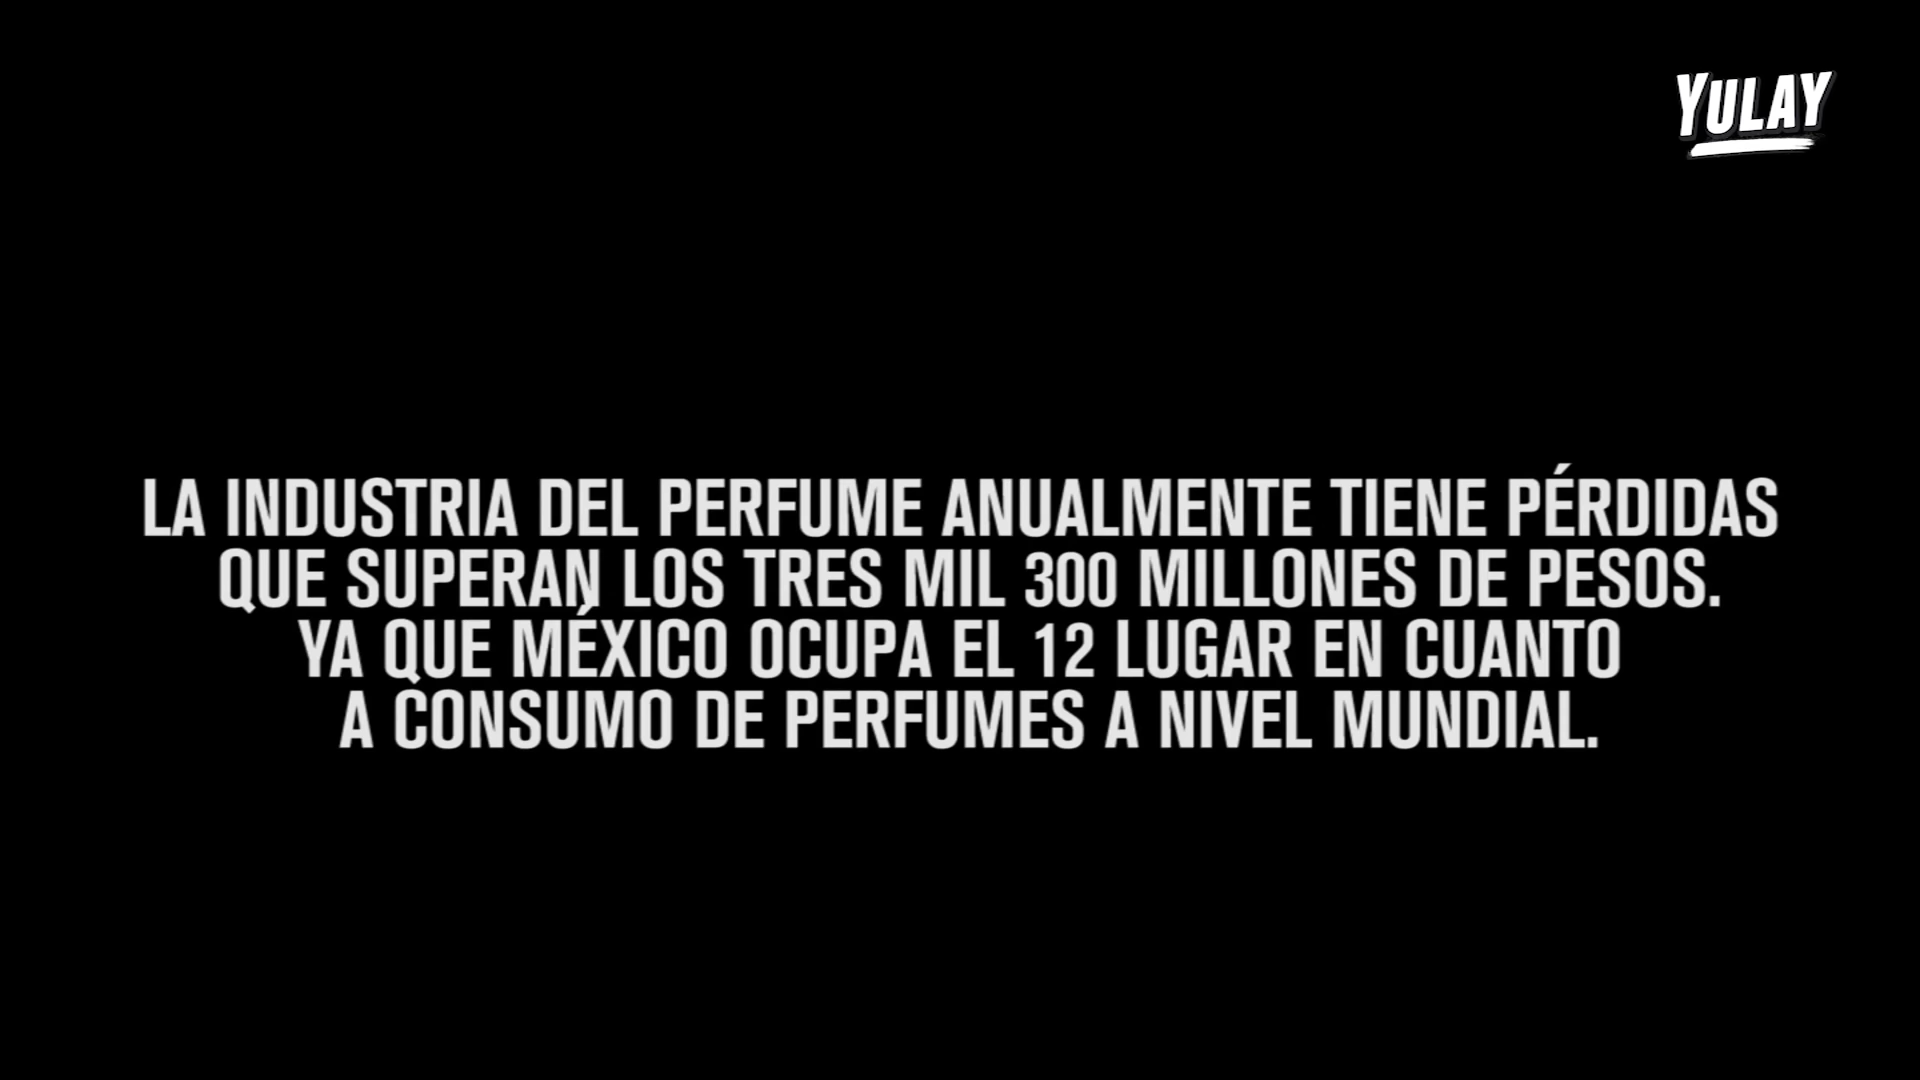 YULAY
LA INDUSTRIA DEL PERFUME ANUALMENTE TIENE PÉRDIDAS
QUE SUPERAN LOS TRES MIL 300 MILLONES DE PESOS.
YA QUE MÉXICO OCUPA EL 12 LUGAR EN CUANTO
A CONSUMO DE PERFUMES A NIVEL MUNDIAL.